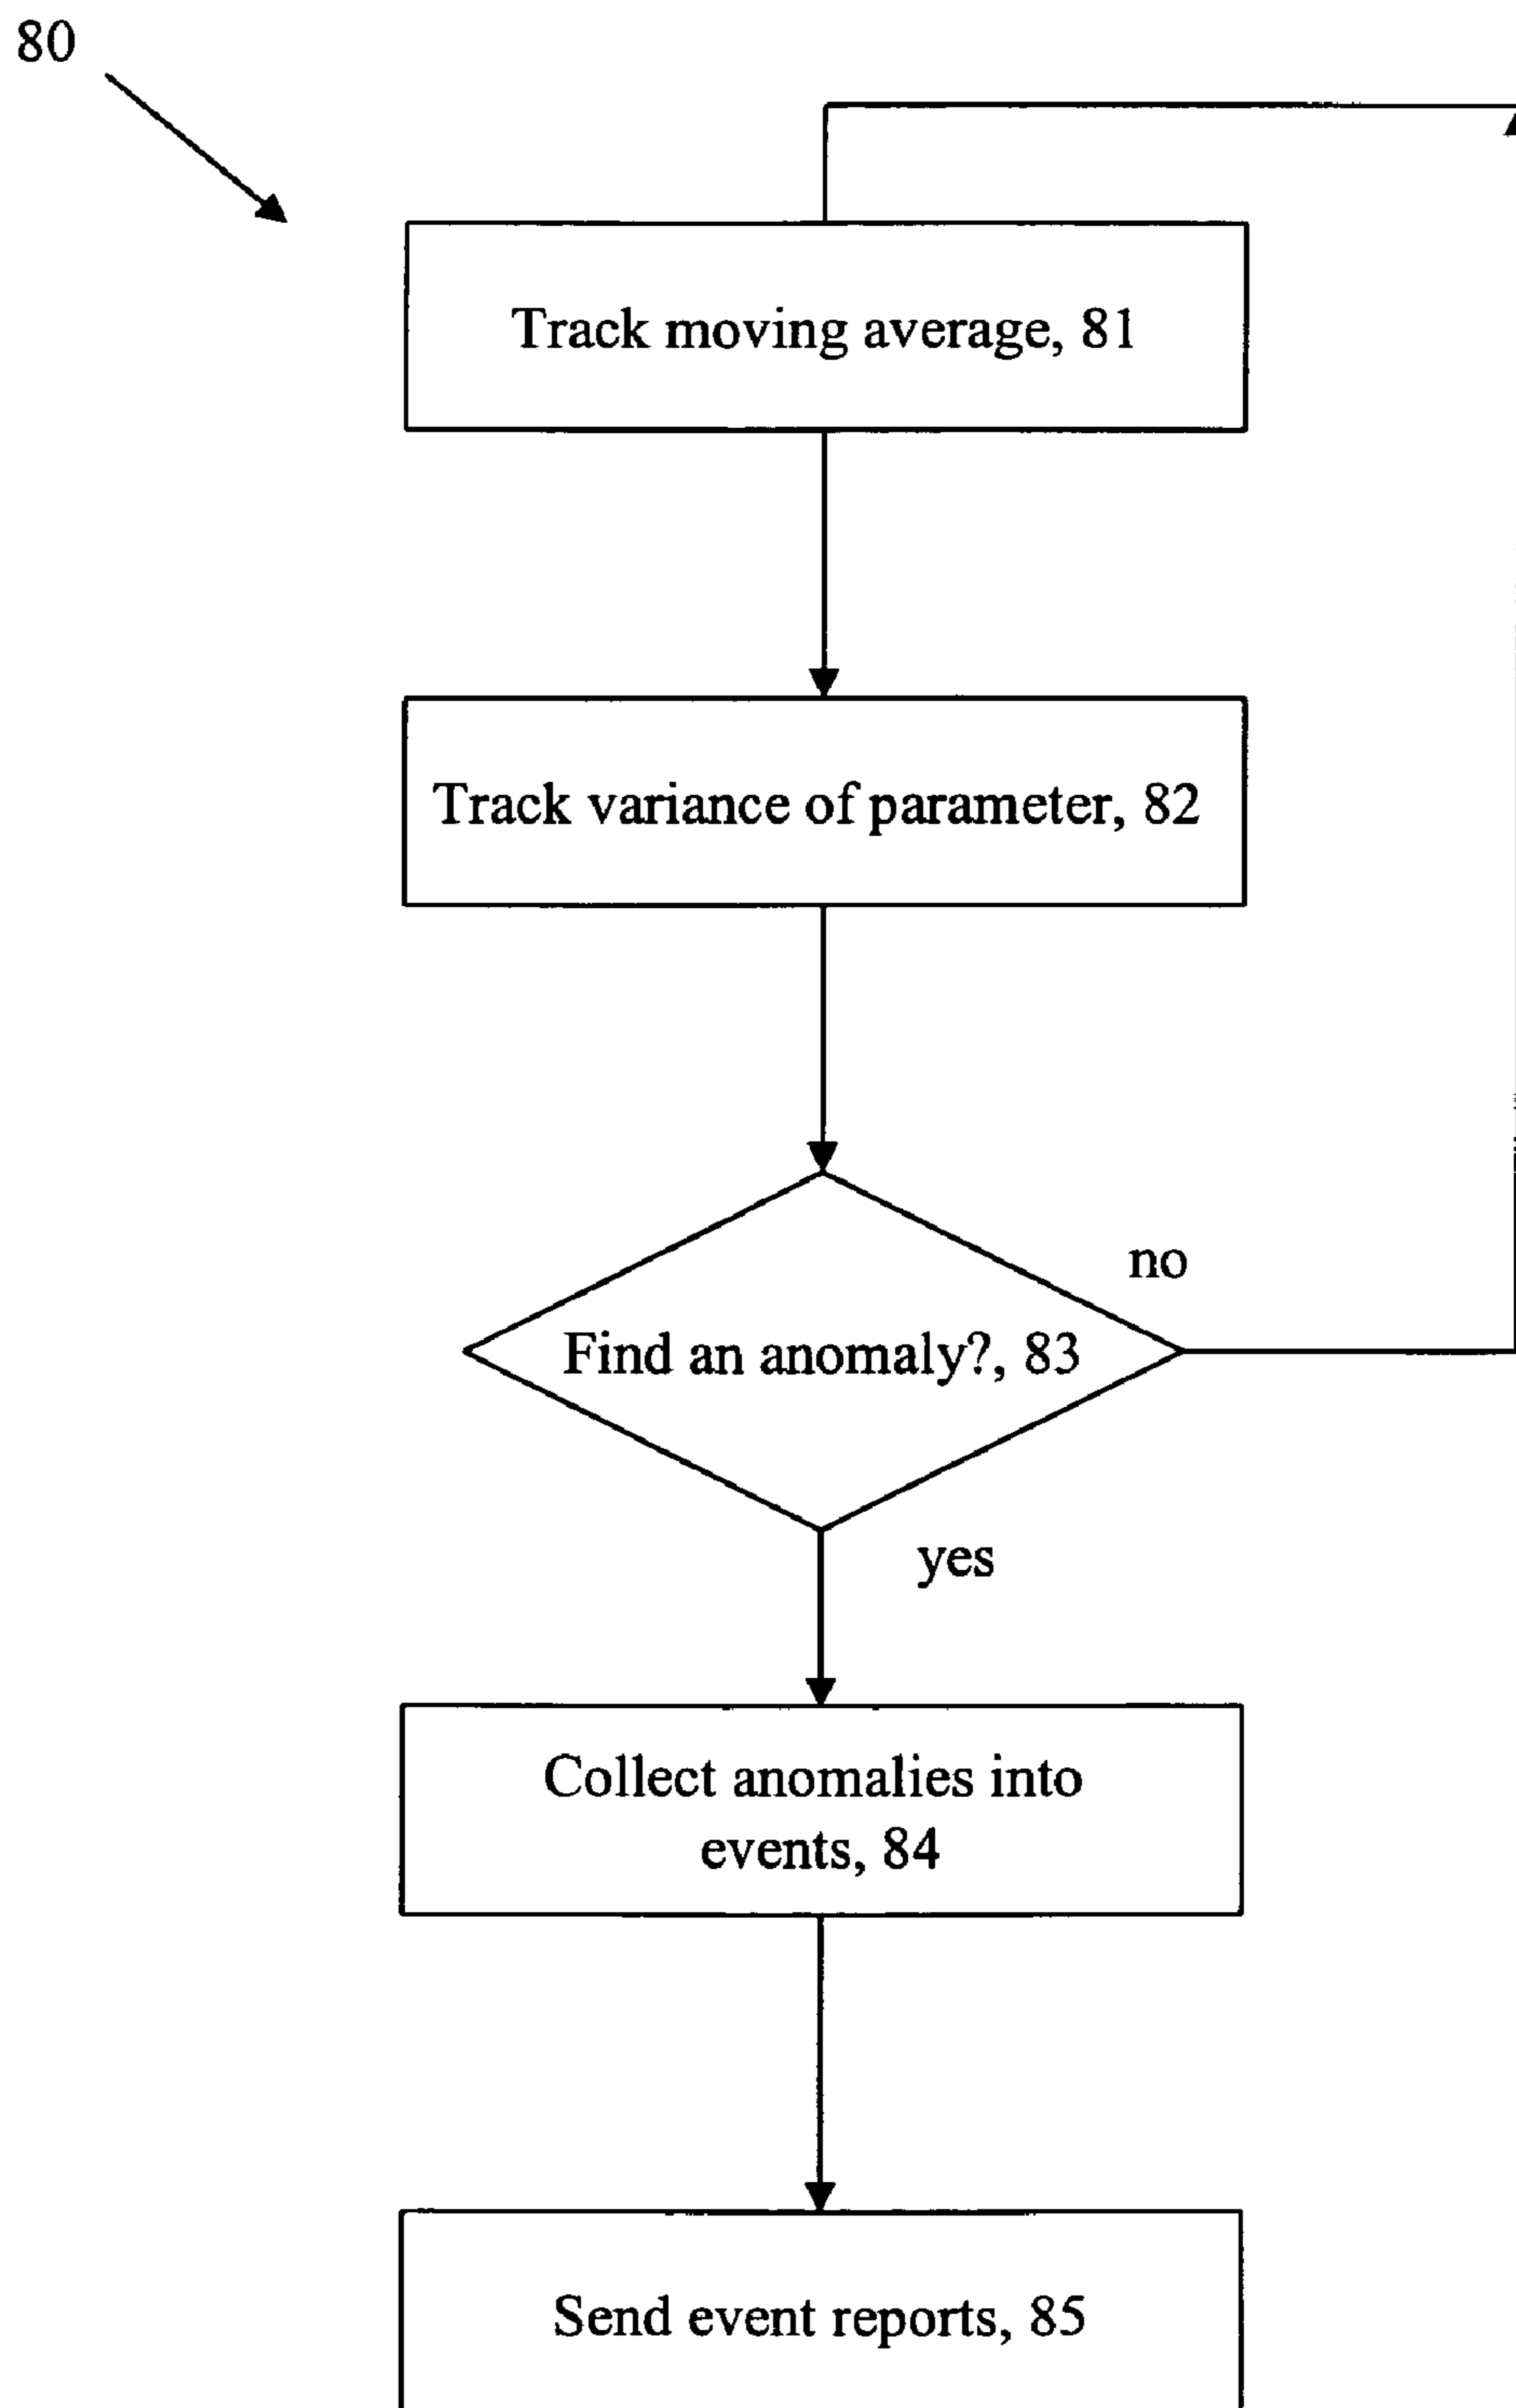 80
Track moving average, 81
Track variance of parameter, 82
no
Find an anomaly?, 83
yes
Collect anomalies into
events, 84
Send event reports, 85